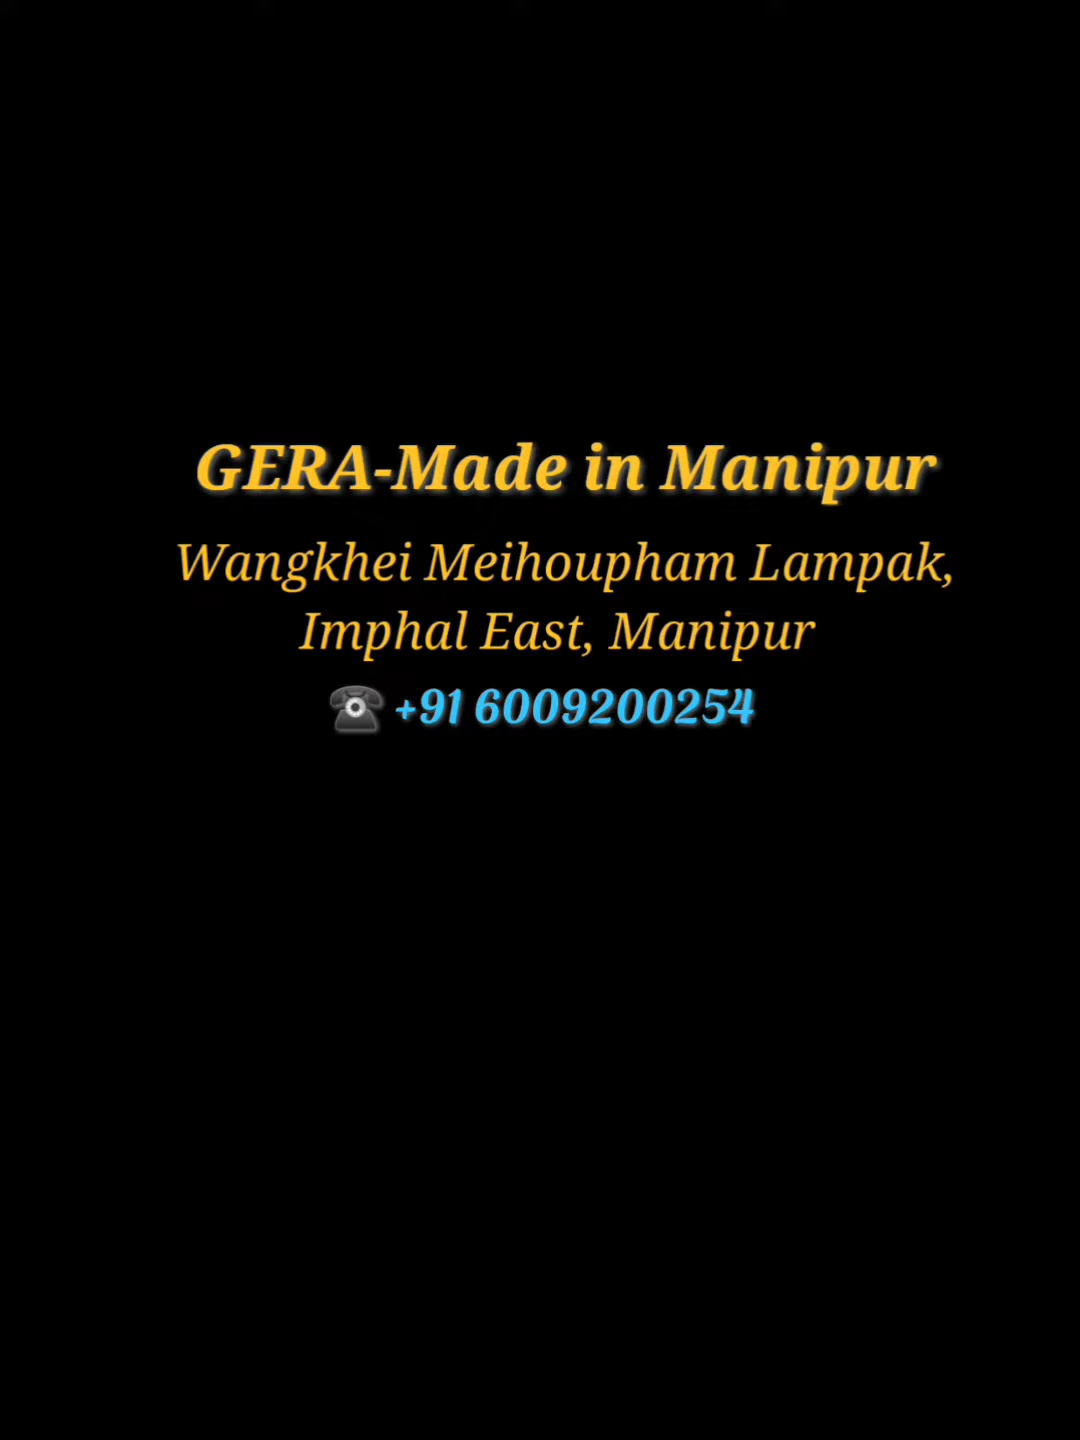 GERA-Made in Manipur
Wangkhei Meihoupham Lampak,
Imphal East, Manipur
☎ +91 6009200254